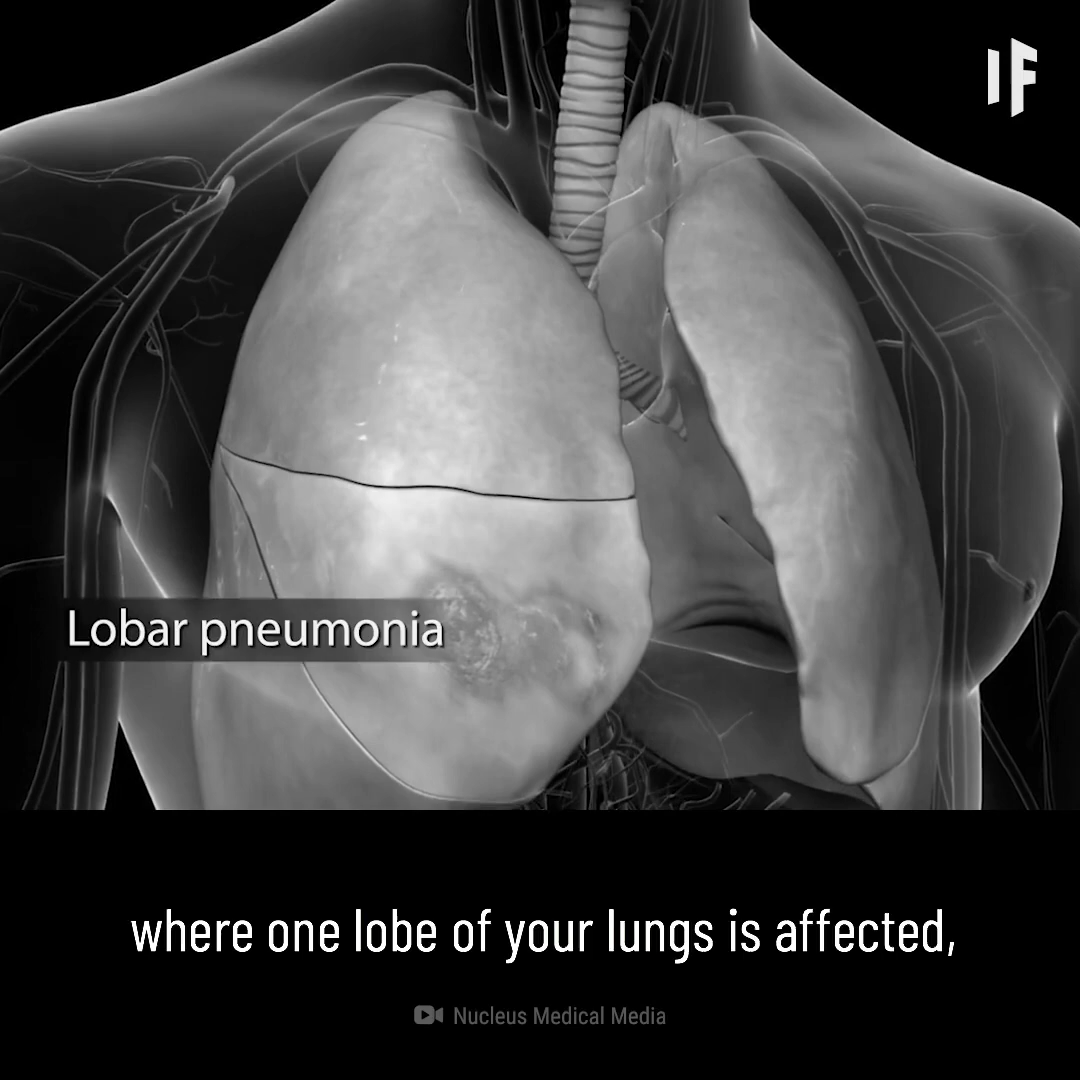 IF
Lobar pneumonia
where one lobe of your lungs is affected,
Nucleus Medical Media